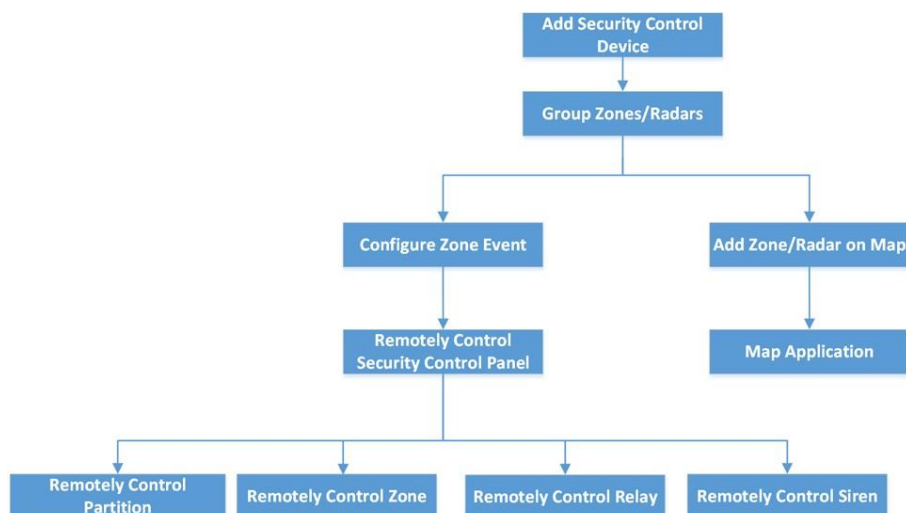 Add Security Control
Device
Group Zones/Radars
Configure Zone Event
Add Zone/Radar on Map
Remotely Control
Security Control Panel
Map Application
Remotely Control
Partition
Remotely Control Zone
Remotely Control Relay
Remotely Control Siren